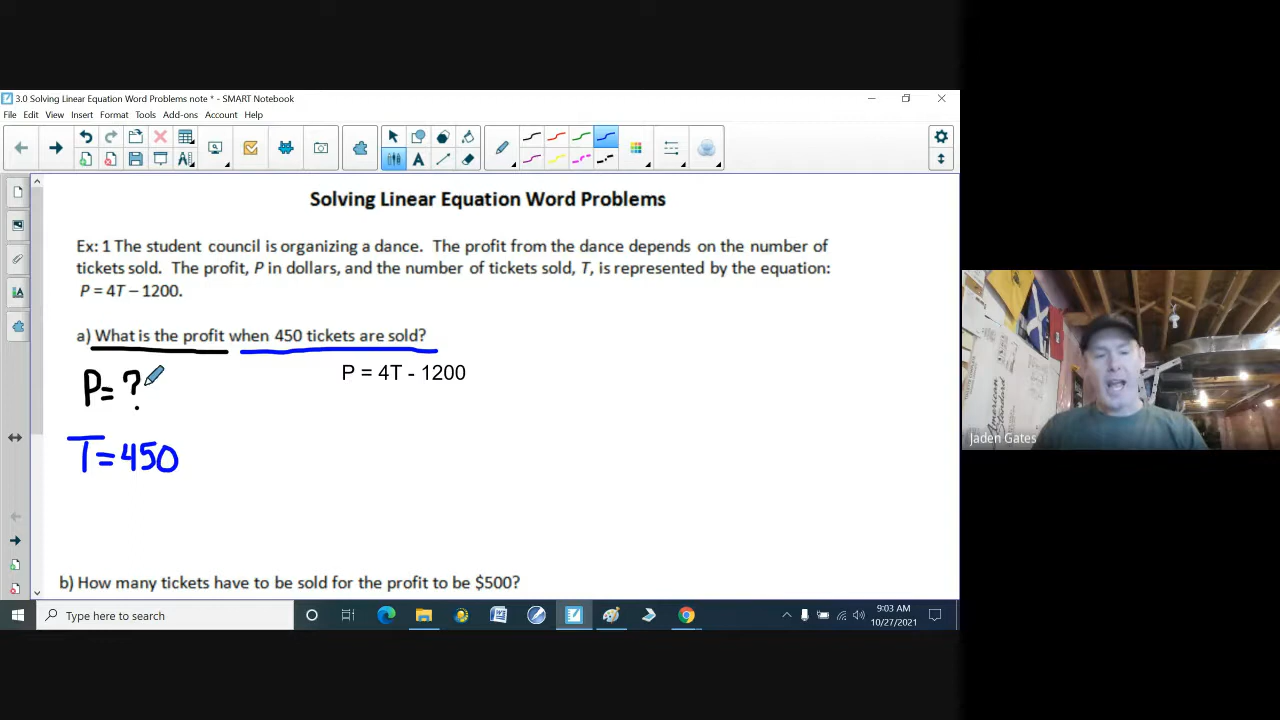 3.0 Solving Linear Equation Word Problems note * - SMART Notebook
File Edit View Insert Format Tools Add-ons Account Help
Solving Linear Equation Word Problems
Ex: 1 The student council is organizing a dance. The profit from the dance depends on the number of
tickets sold. The profit, P in dollars, and the number of tickets sold, T, is represented by the equation:
P = 4T – 1200.
a) What is the profit when 450 tickets are sold?
P = 4T - 1200
P= ?
T = 450
b) How many tickets have to be sold for the profit to be $500?
Type here to search
9:03 AM
10/27/2021
American Standard
Jaden Gates